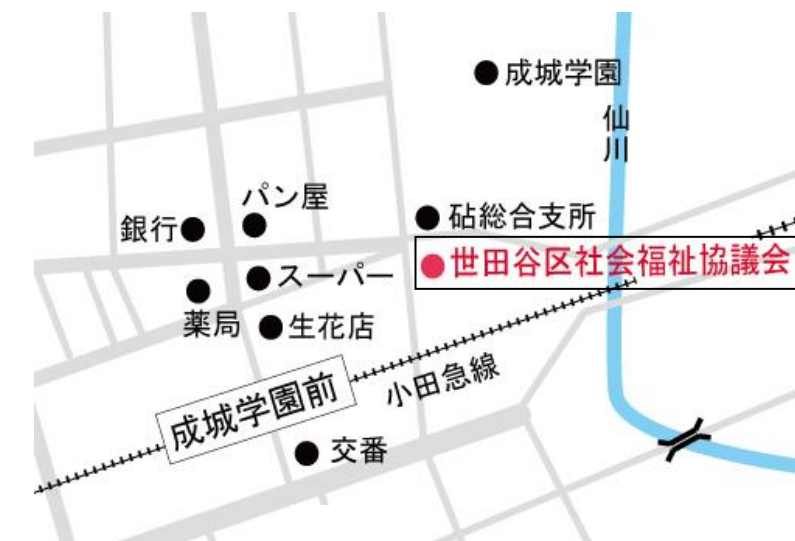 成城学園
仙川
パン屋
銀行
砧総合支所
世田谷区社会福祉協議会
スーパー
薬局
生花店
小田急線
成城学園前
交番